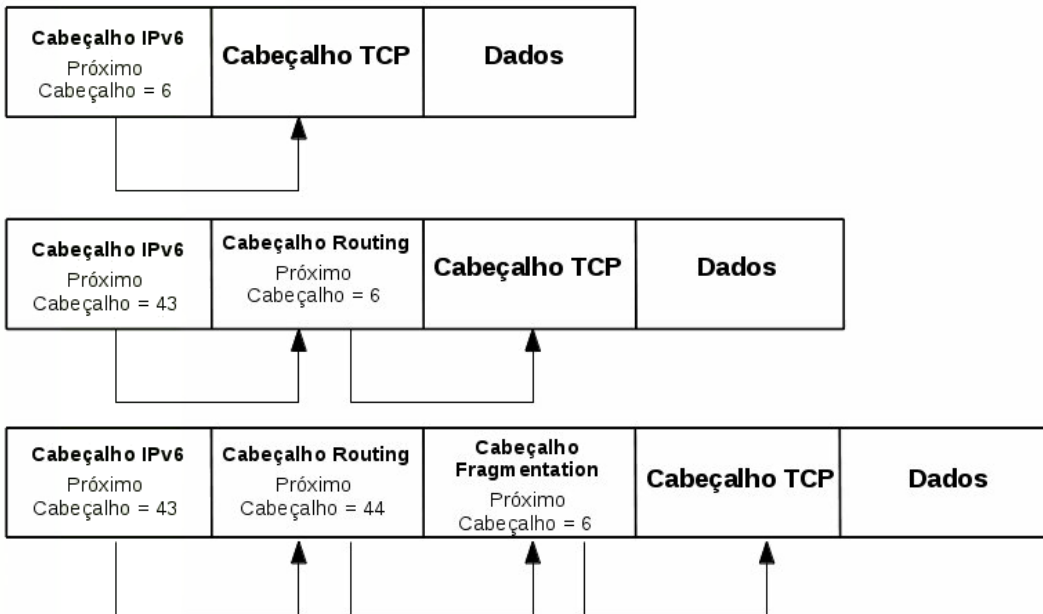 Cabeçalho IPv6
Próximo
Cabeçalho = 6
Cabeçalho TCP
Dados
Cabeçalho IPv6
Próximo
Cabeçalho = 43
Cabeçalho Routing
Próximo
Cabeçalho = 6
Cabeçalho TCP
Dados
Cabeçalho IPv6
Próximo
Cabeçalho = 43
Cabeçalho Routing
Próximo
Cabeçalho = 44
Cabeçalho
Fragmentation
Próximo
Cabeçalho = 6
Cabeçalho TCP
Dados